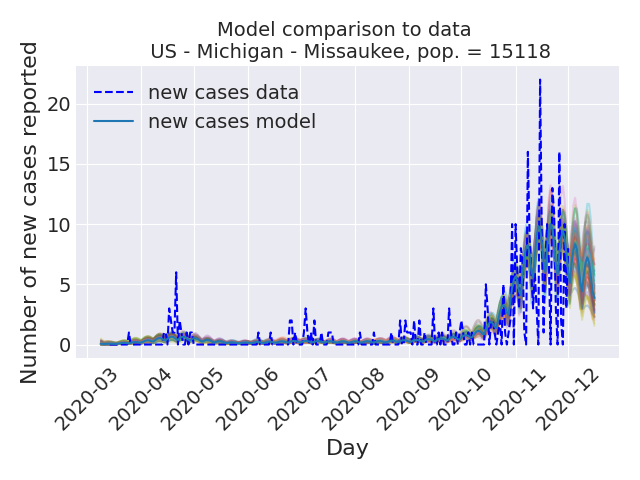 Model comparison to data
US - Michigan - Missaukee, pop. = 15118
Number of new cases reported
new cases data
new cases model
20
15
10
5
0
2020-03
2020-04
2020-05
2020-06
2020-07
2020-08
2020-09
2020-10
2020-11
2020-12
Day